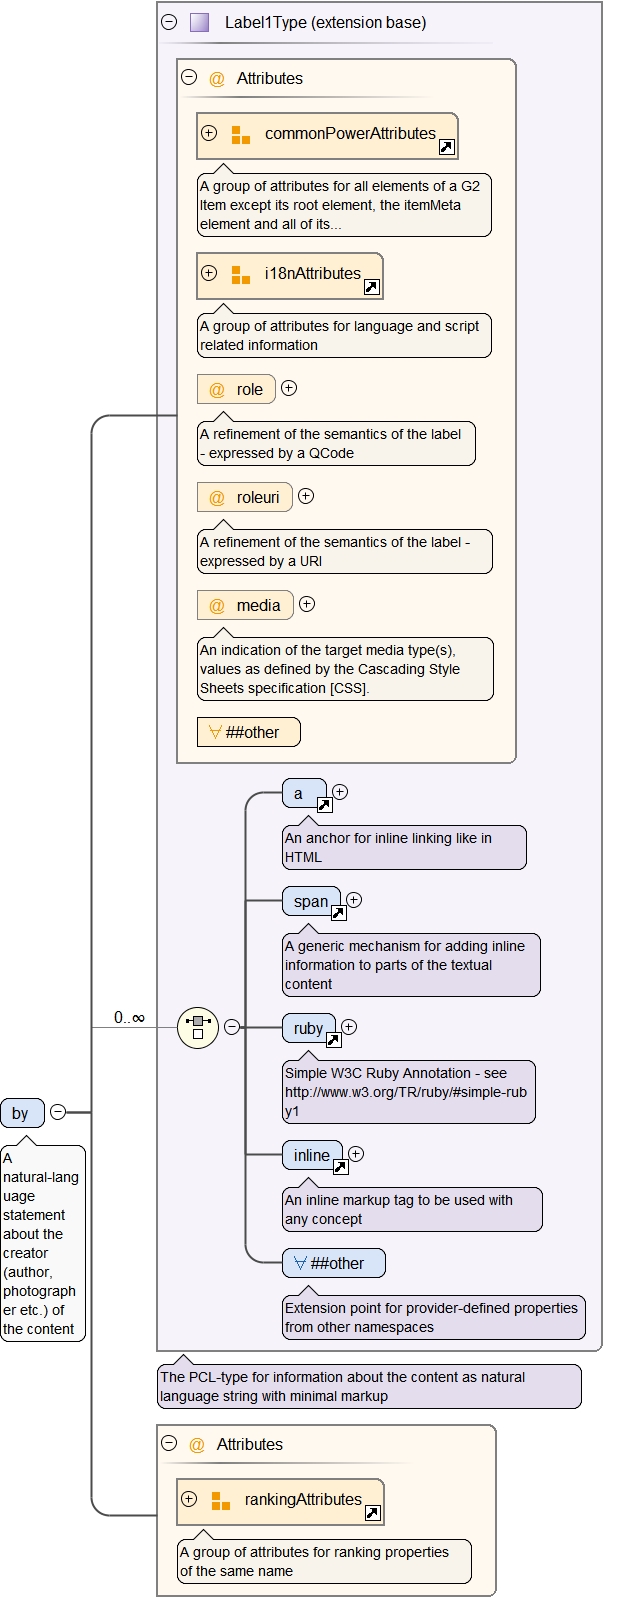 Label1Type (extension base)
@ Attributes
commonPowerAttributes
A group of attributes for all elements of a G2
Item except its root element, the itemMeta
element and all of its...
i18nAttributes
A group of attributes for language and script
related information
@ role
A refinement of the semantics of the label
- expressed by a QCode
@ roleuri
A refinement of the semantics of the label -
expressed by a URI
@ media
An indication of the target media type(s),
values as defined by the Cascading Style
Sheets specification [CSS].
##other
a
An anchor for inline linking like in
HTML
span
A generic mechanism for adding inline
information to parts of the textual
content
0..∞
ruby
Simple W3C Ruby Annotation - see
http://www.w3.org/TR/ruby/#simple-rub
y1
by
A
natural-lang
uage
statement
about the
creator
(author,
photograph
er etc.) of
the content
inline
An inline markup tag to be used with
any concept
##other
Extension point for provider-defined properties
from other namespaces
The PCL-type for information about the content as natural
language string with minimal markup
@ Attributes
rankingAttributes
A group of attributes for ranking properties
of the same name